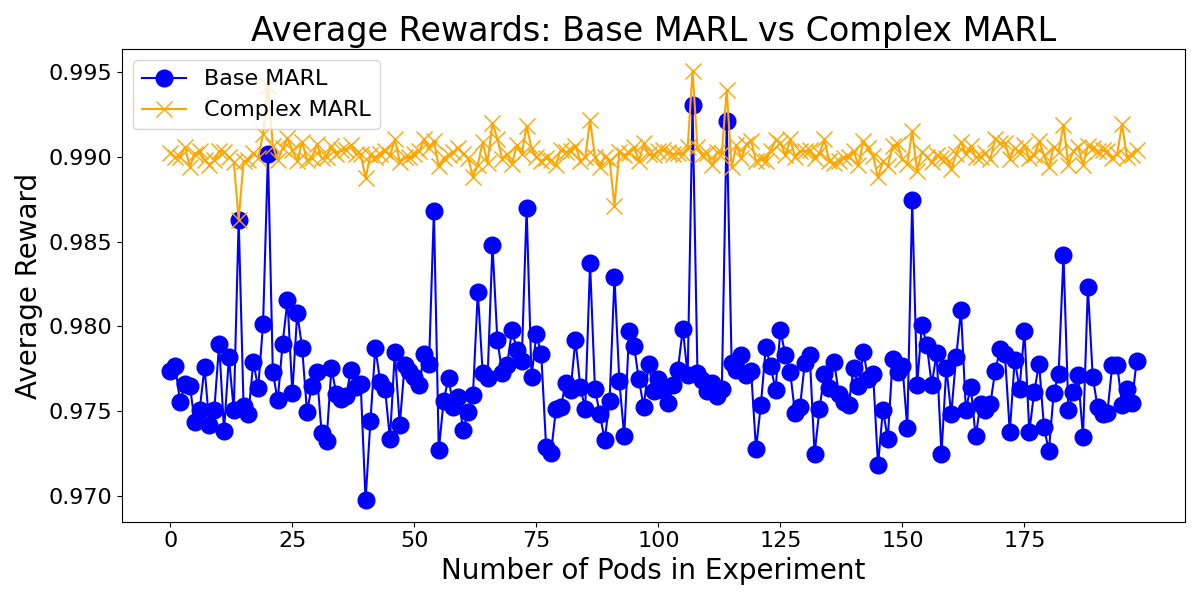 Average Rewards: Base MARL vs Complex MARL
Base MARL
Complex MARL
Average Reward
0.995
0.990
0.985
0.980
0.975
0.970
0 25 50 75 100 125 150 175
Number of Pods in Experiment